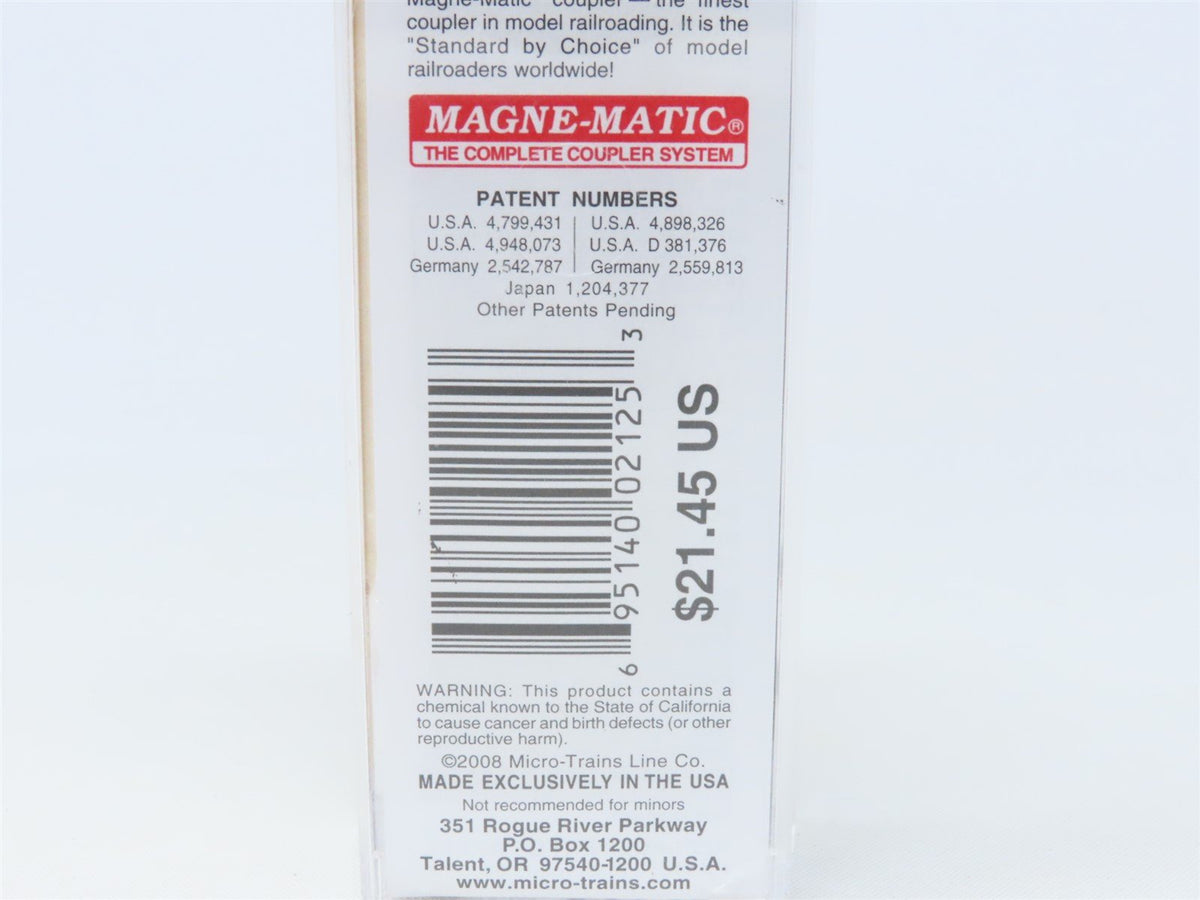 Magne-Matic coupler — the finest
coupler in model railroading. It is the
"Standard by Choice" of model
railroaders worldwide!
MAGNE-MATIC®
THE COMPLETE COUPLER SYSTEM
PATENT NUMBERS
U.S.A. 4,799,431 | U.S.A. 4,898,326
U.S.A. 4,948,073 | U.S.A. D 381,376
Germany 2,542,787 | Germany 2,559,813
Japan 1,204,377
Other Patents Pending
6 95140 02125 3
$21.45 US
WARNING: This product contains a
chemical known to the State of California
to cause cancer and birth defects (or other
reproductive harm).
©2008 Micro-Trains Line Co.
MADE EXCLUSIVELY IN THE USA
Not recommended for minors
351 Rogue River Parkway
P.O. Box 1200
Talent, OR 97540-1200 U.S.A.
www.micro-trains.com